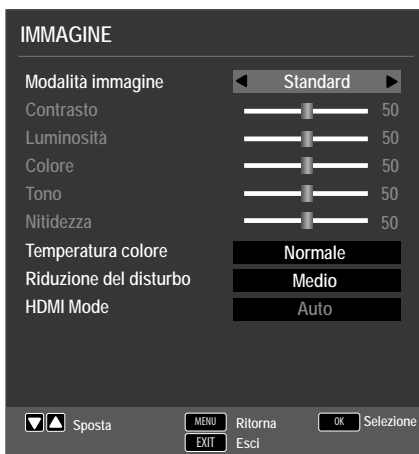 IMMAGINE
Modalità immagine Standard
Contrasto 50
Luminosità 50
Colore 50
Tono 50
Nitidezza 50
Temperatura colore Normale
Riduzione del disturbo Medio
HDMI Mode Auto
Sposta MENU Ritorna OK Selezione
EXIT Esci